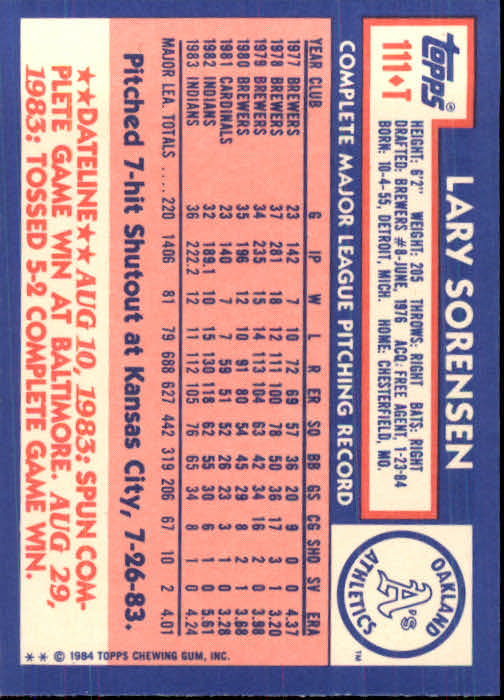 topps®
111♦T
LARY SORENSEN
HEIGHT: 6'2" WEIGHT: 205 THROWS: RIGHT BATS: RIGHT
DRAFTED: BREWERS #8-JUNE, 1976 ACQ: FREE AGENT, 1-23-84
BORN: 10-4-55, DETROIT, MICH. HOME: CHESTERFIELD, MO.
OAKLAND
A's
ATHLETICS
TM
COMPLETE MAJOR LEAGUE PITCHING RECORD
YEAR CLUB G IP W L R ER SO BB GS CG SHO SV ERA
1977 BREWERS 23 142 7 10 72 69 57 36 20 9 0 0 4.37
1978 BREWERS 37 281 18 12 111 100 78 50 36 17 3 1 3.20
1979 BREWERS 34 235 15 14 113 104 63 42 34 16 2 0 3.98
1980 BREWERS 35 196 12 10 91 80 54 45 29 8 2 1 3.68
1981 CARDINALS 23 140 7 7 59 51 52 26 23 3 1 0 3.28
1982 INDIANS 32 189.1 10 15 130 118 62 55 30 6 1 0 5.61
1983 INDIANS 36 222.2 12 11 112 105 76 65 34 8 1 0 4.24
MAJOR LEA. TOTALS .... 220 1406 81 79 688 627 442 319 206 67 10 2 4.01
Pitched 7-hit Shutout at Kansas City, 7-26-83.
★★DATELINE★★ AUG 10, 1983: SPUN COM-
PLETE GAME WIN AT BALTIMORE. AUG 29,
1983: TOSSED 5-2 COMPLETE GAME WIN.
** © 1984 TOPPS CHEWING GUM, INC.